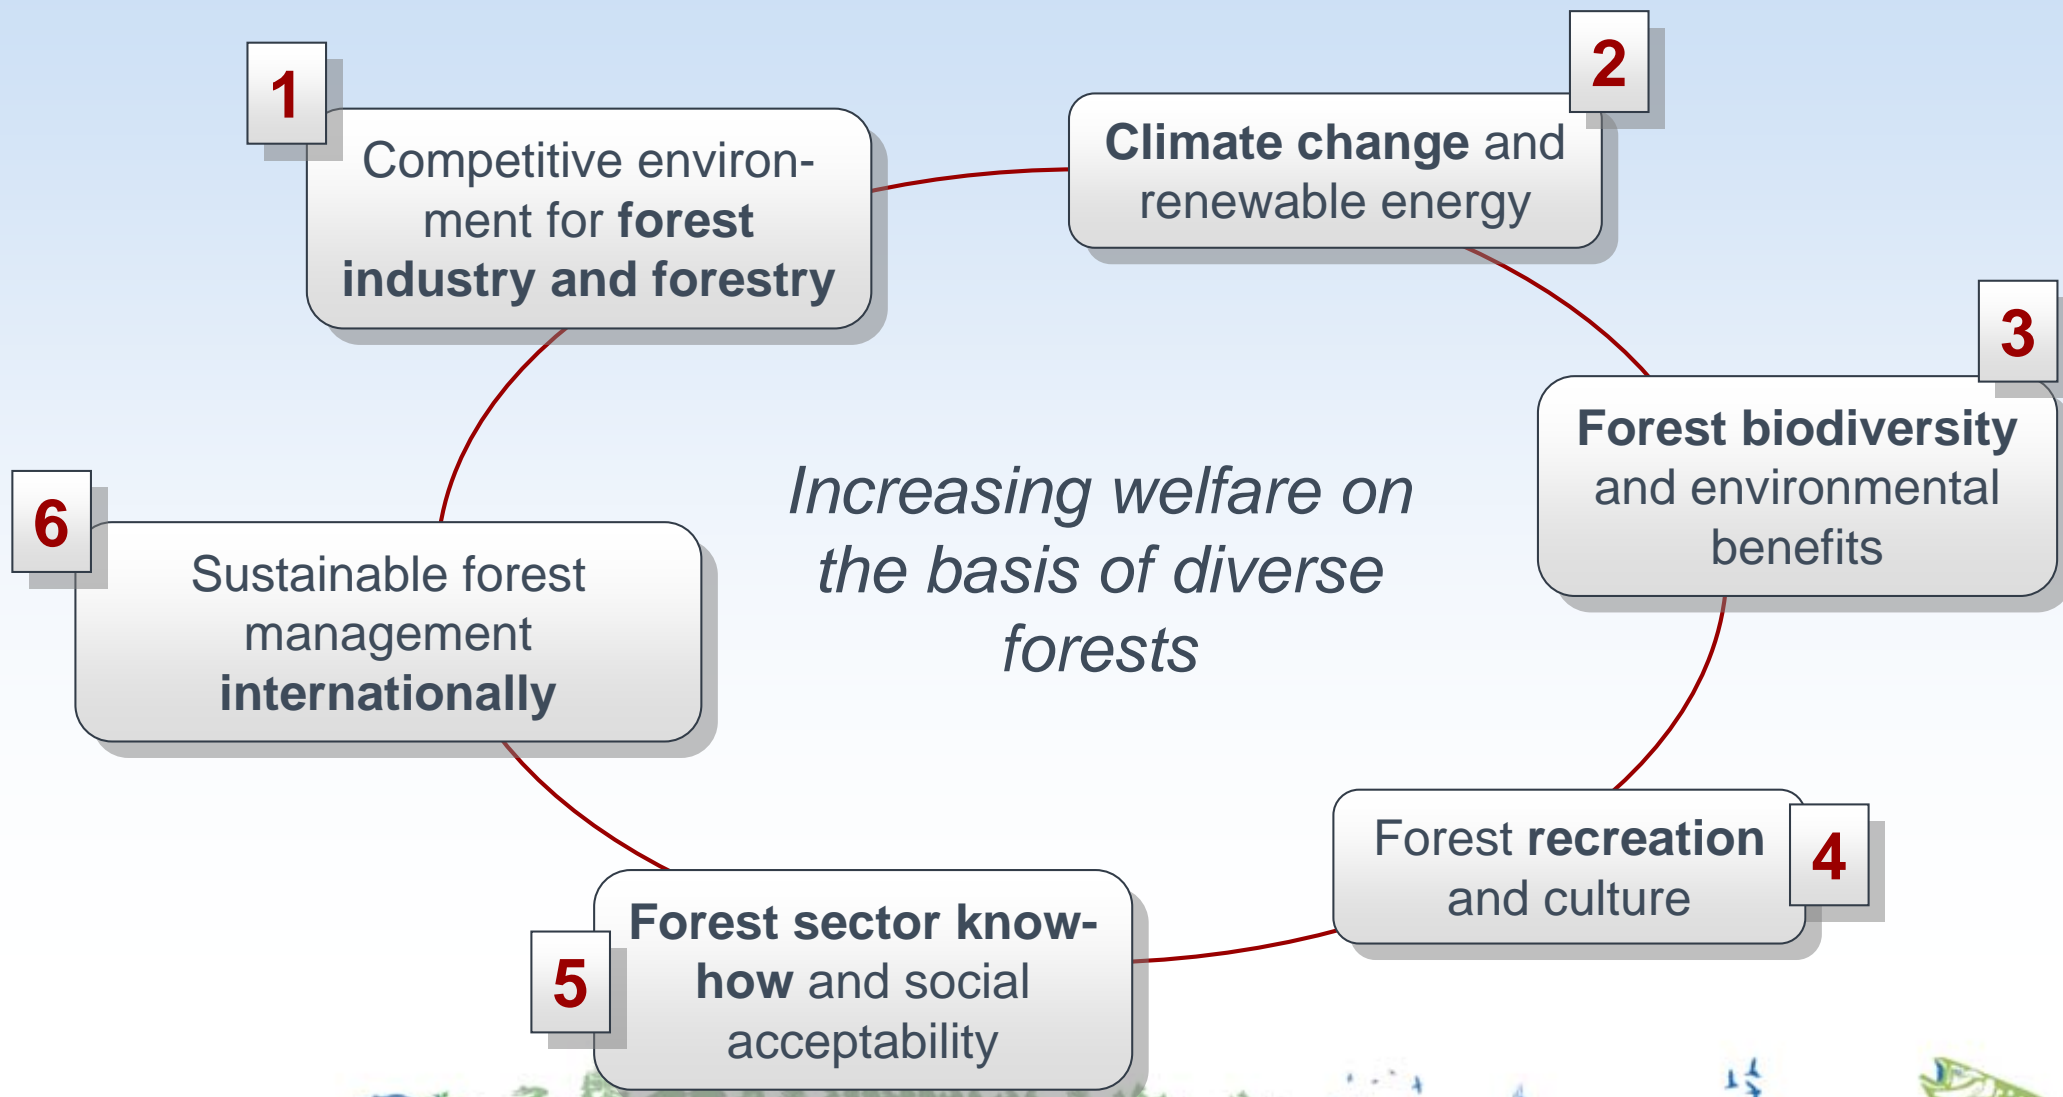 1
Competitive environ-
ment for forest
industry and forestry
2
Climate change and
renewable energy
3
Forest biodiversity
and environmental
benefits
Increasing welfare on
the basis of diverse
forests
6
Sustainable forest
management
internationally
Forest recreation
and culture
4
5
Forest sector know-
how and social
acceptability